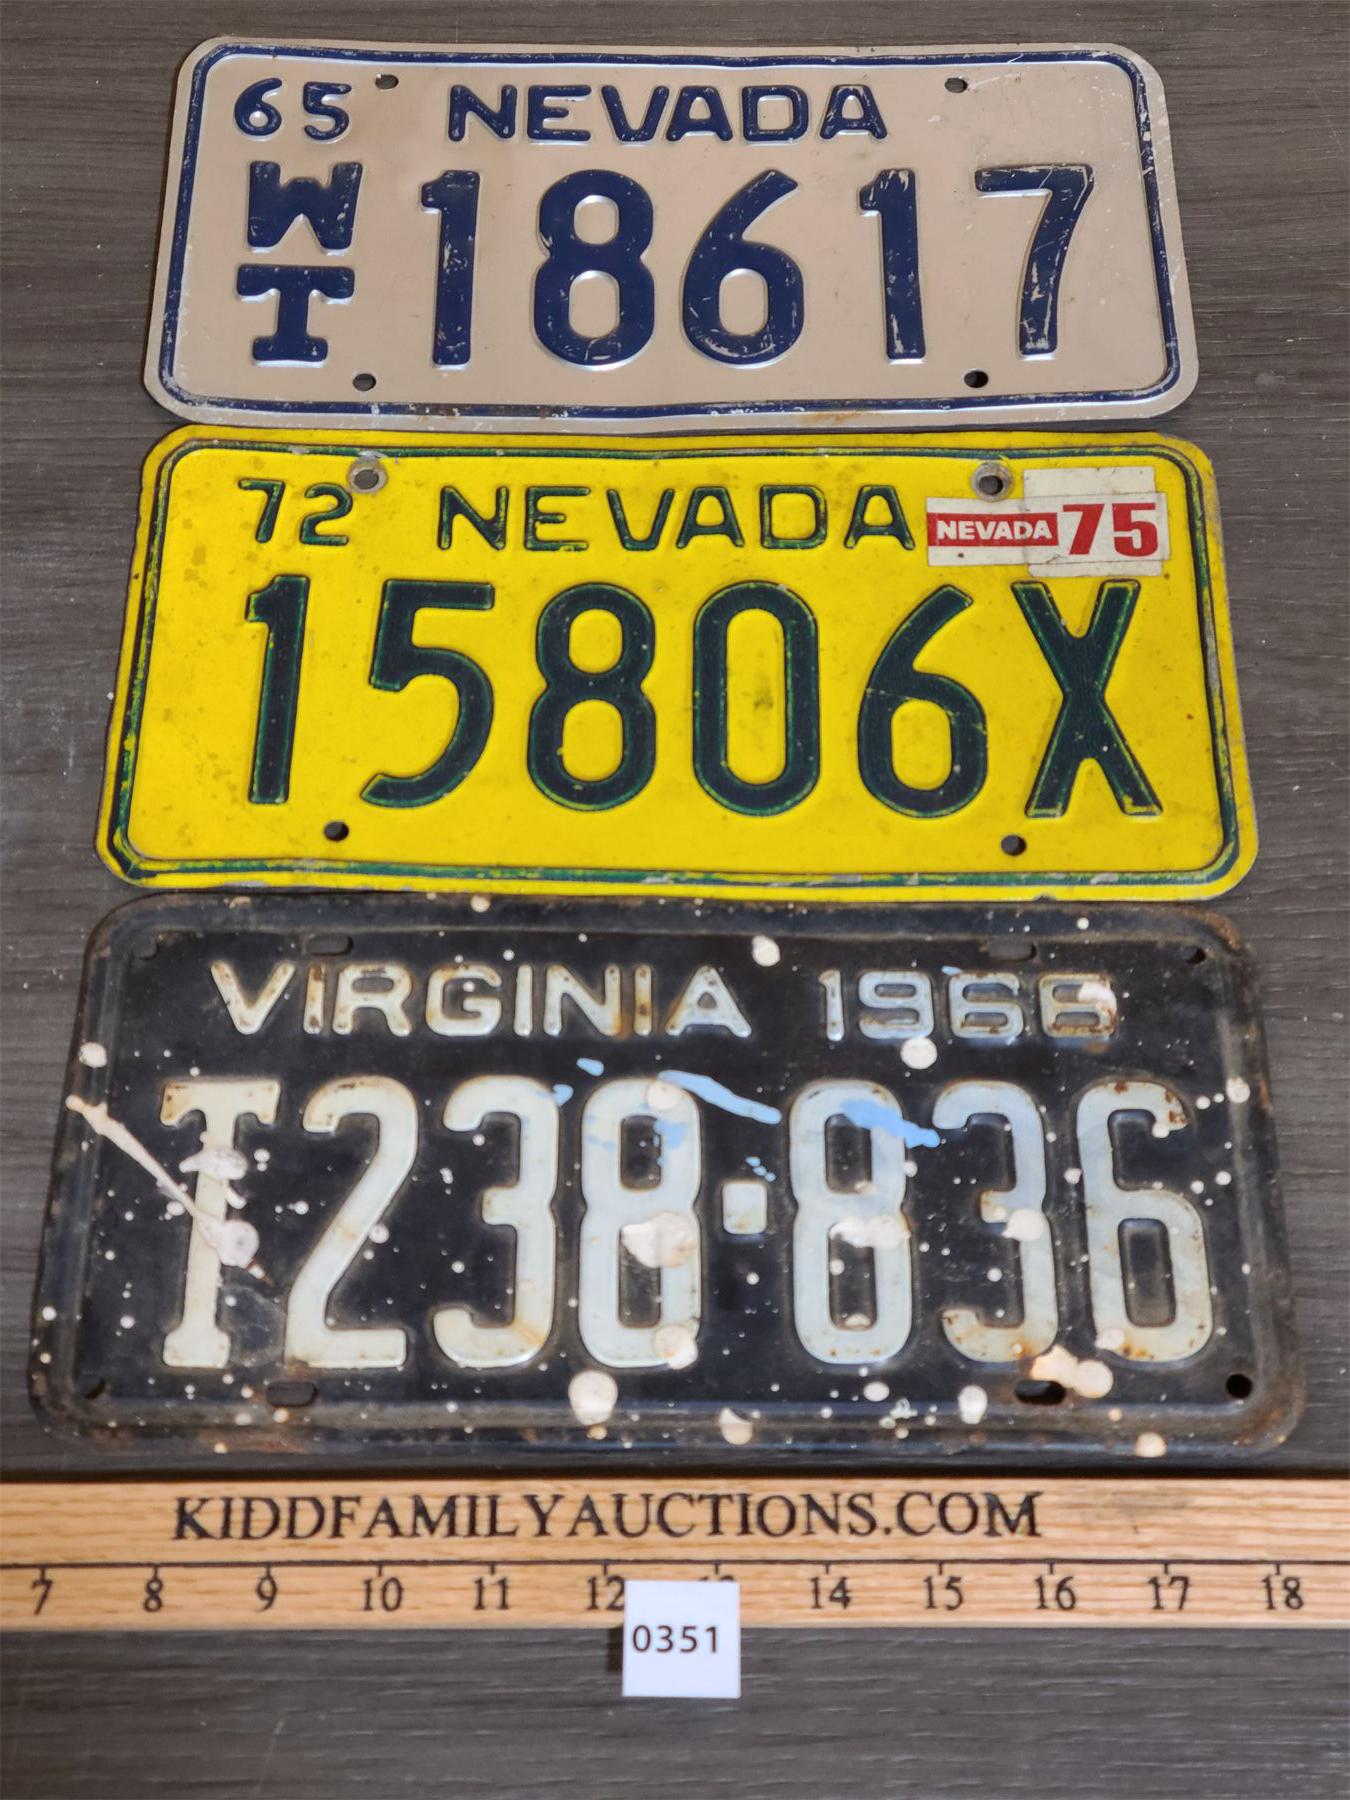 65 NEVADA
WT 18617
72 NEVADA NEVADA 75
15806X
VIRGINIA 1966
T238·836
KIDDFAMILYAUCTIONS.COM
7 8 9 10 11 12 14 15 16 17 18
0351